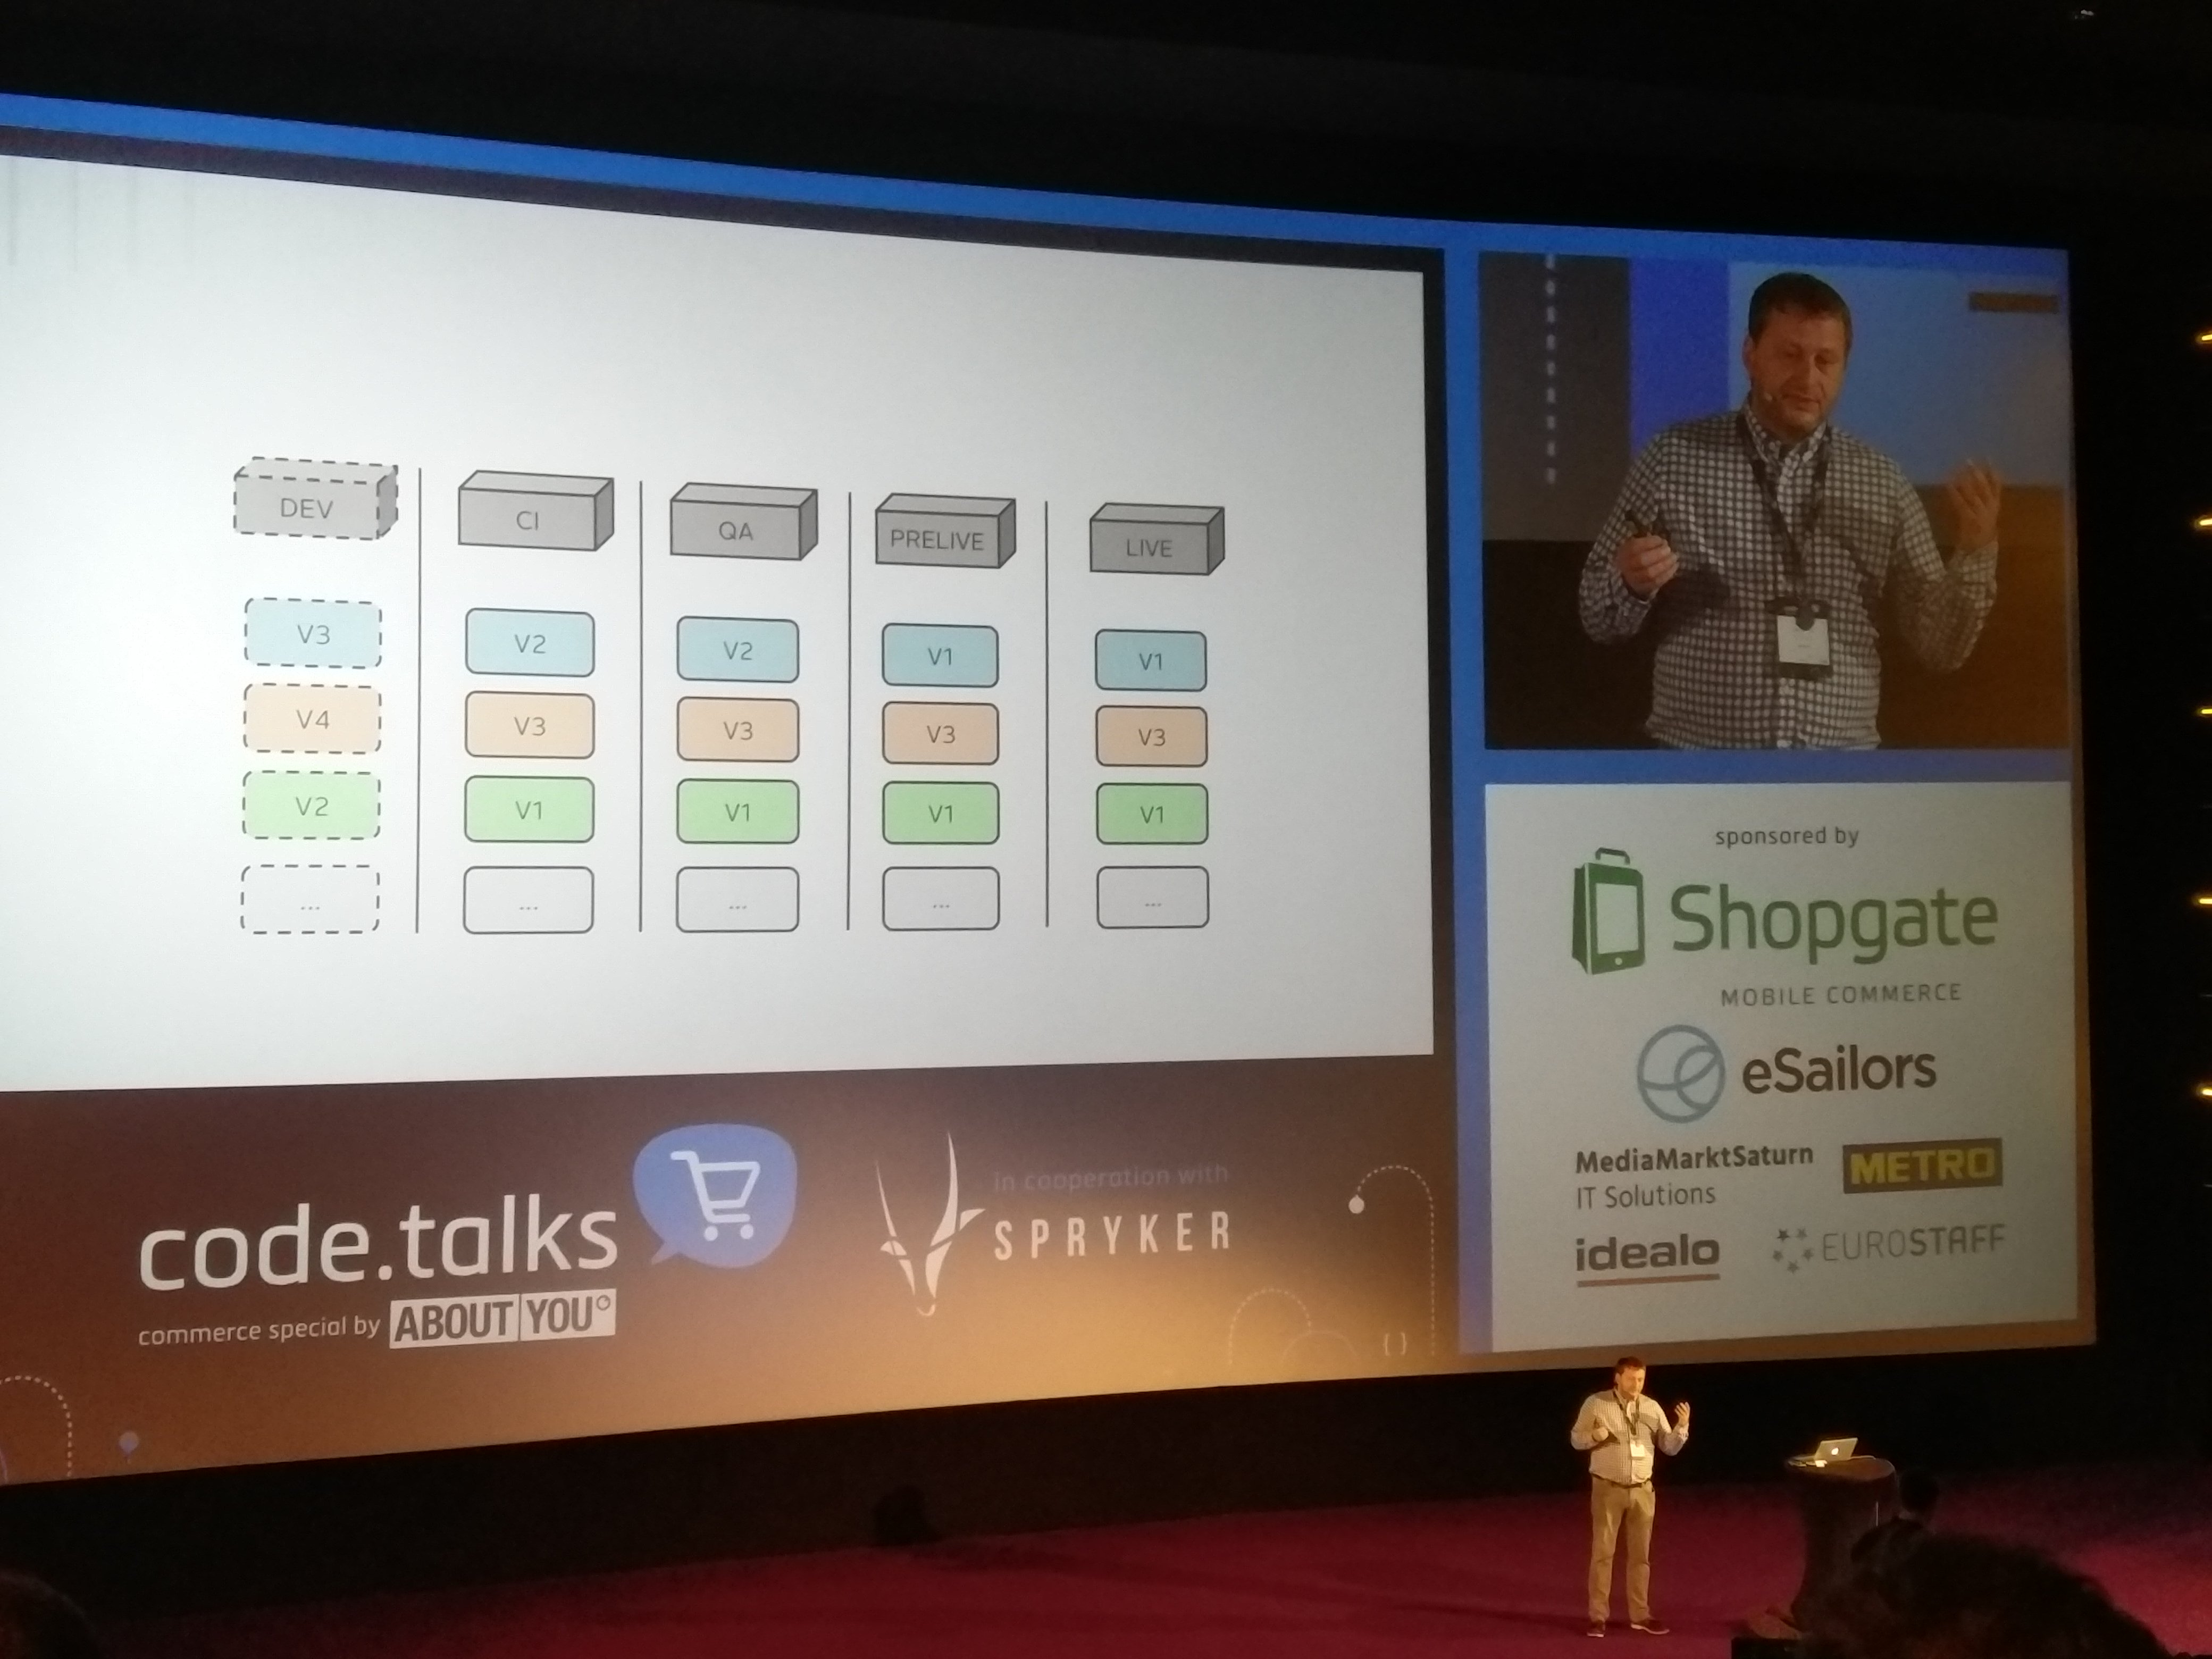 DEV CI QA PRELIVE LIVE
V3 V2 V2 V1 V1
V4 V3 V3 V3 V3
V2 V1 V1 V1 V1
... ... ... ... ...
code.talks
commerce special by ABOUT YOU°
in cooperation with
SPRYKER
{}
sponsored by
Shopgate
MOBILE COMMERCE
eSailors
MediaMarktSaturn
IT Solutions
METRO
idealo
EUROSTAFF